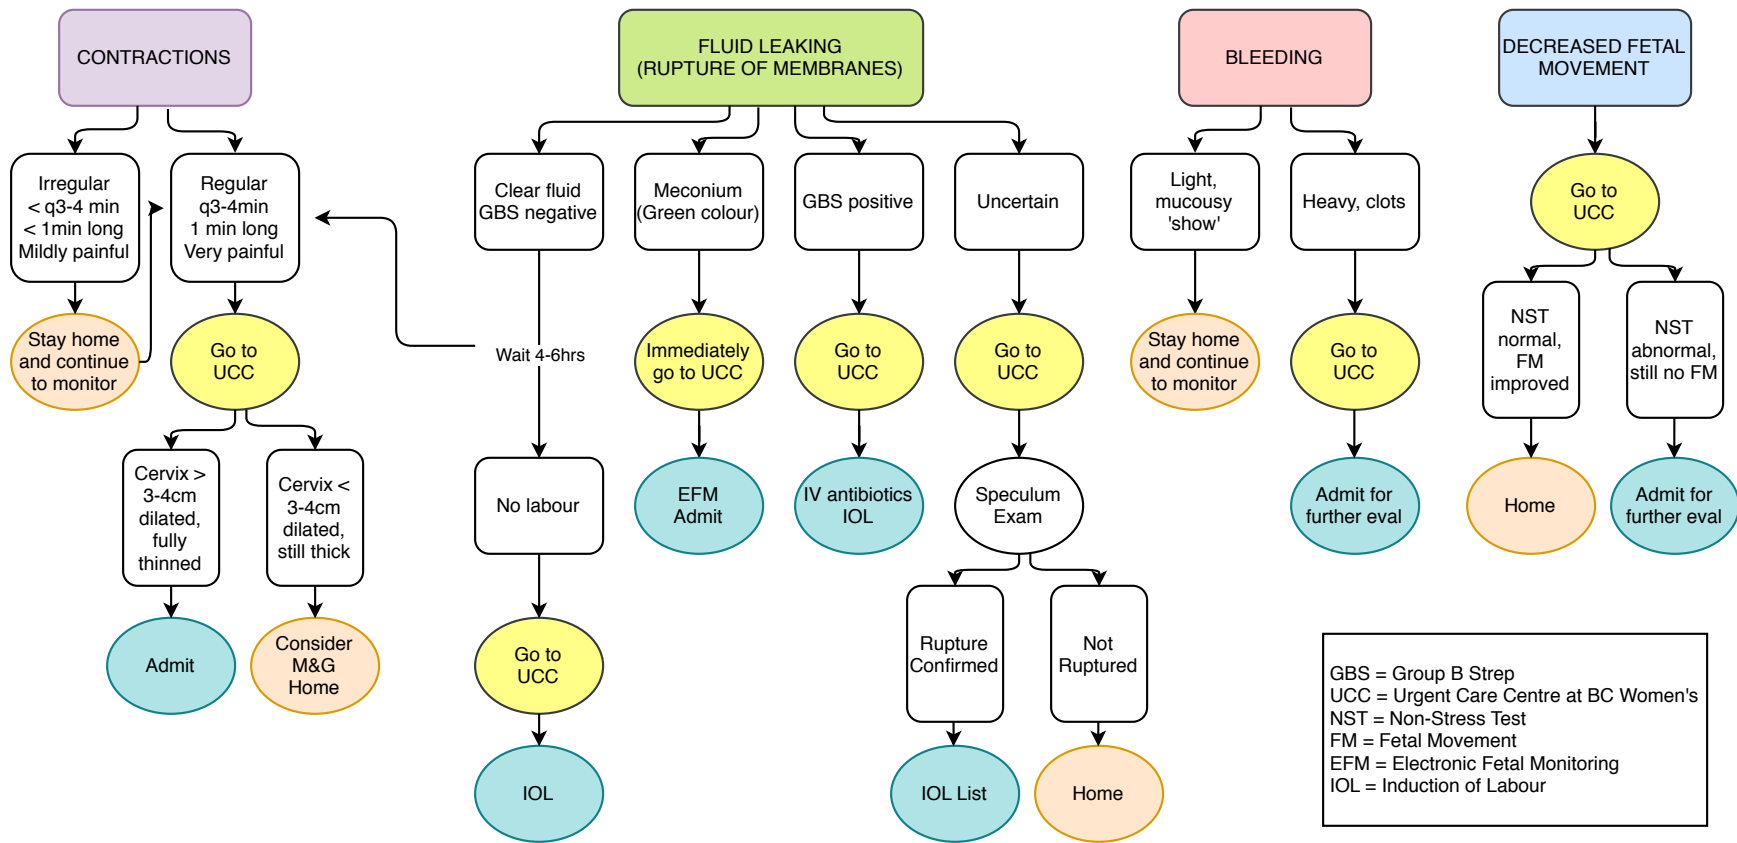 CONTRACTIONS
Irregular
< q3-4 min
< 1min long
Mildly painful
Regular
q3-4min
1 min long
Very painful
Stay home
and continue
to monitor
Go to
UCC
Cervix >
3-4cm
dilated,
fully
thinned
Cervix <
3-4cm
dilated,
still thick
Admit
Consider
M&G
Home
FLUID LEAKING
(RUPTURE OF MEMBRANES)
Clear fluid
GBS negative
Wait 4-6hrs
No labour
Go to
UCC
IOL
Meconium
(Green colour)
Immediately
go to UCC
EFM
Admit
GBS positive
Go to
UCC
IV antibiotics
IOL
Uncertain
Go to
UCC
Speculum
Exam
Rupture
Confirmed
Not
Ruptured
IOL List
Home
BLEEDING
Light,
mucousy
'show'
Stay home
and continue
to monitor
Heavy, clots
Go to
UCC
Admit for
further eval
DECREASED FETAL
MOVEMENT
Go to
UCC
NST
normal,
FM
improved
NST
abnormal,
still no FM
Home
Admit for
further eval
GBS = Group B Strep
UCC = Urgent Care Centre at BC Women's
NST = Non-Stress Test
FM = Fetal Movement
EFM = Electronic Fetal Monitoring
IOL = Induction of Labour